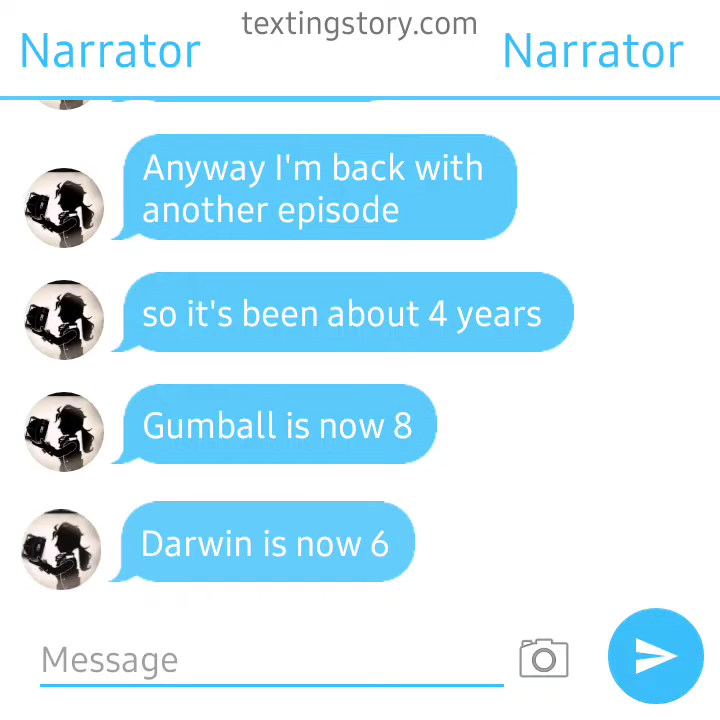 textingstory.com
Narrator
Narrator
Anyway I'm back with
another episode
so it's been about 4 years
Gumball is now 8
Darwin is now 6
Message